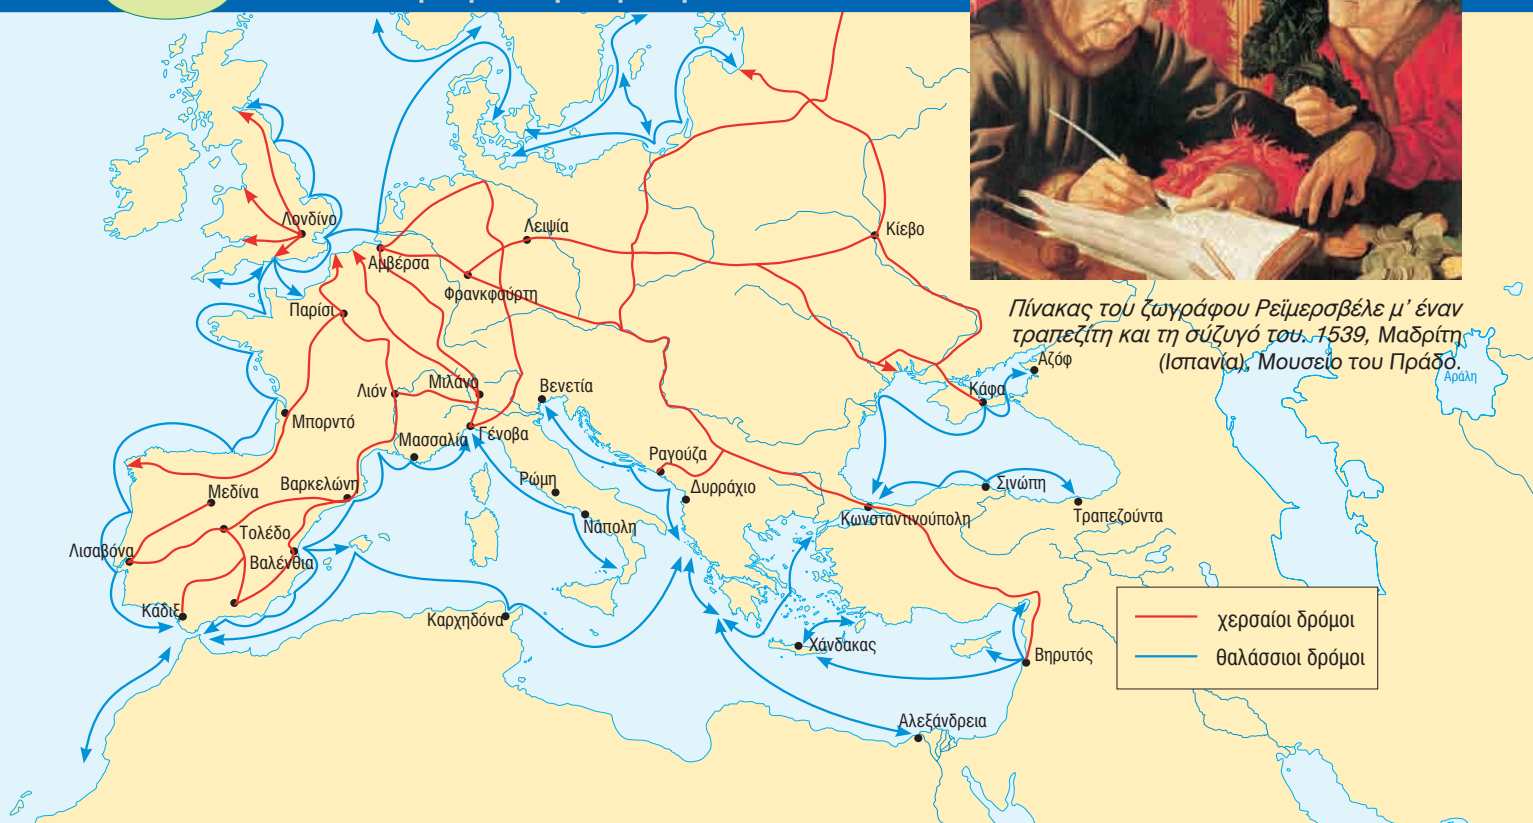 Πίνακας του ζωγράφου Ρεϊμερσβέλε μ’ έναν
τραπεζίτη και τη σύζυγό του. 1539, Μαδρίτη
(Ισπανία), Μουσείο του Πράδο.
Λονδίνο
Λειψία
Κίεβο
Αμβέρσα
Φρανκφούρτη
Παρίσι
Αζόφ
Αράλη
Λιόν
Μιλάνο
Βενετία
Κάφα
Μπορντό
Μασσαλία
Γένοβα
Ραγούζα
Μεδίνα
Βαρκελώνη
Ρώμη
Δυρράχιο
Σινώπη
Νάπολη
Κωνσταντινούπολη
Τραπεζούντα
Τολέδο
Λισαβόνα
Βαλένθια
Κάδιξ
Καρχηδόνα
Χάνδακας
Βηρυτός
Αλεξάνδρεια
χερσαίοι δρόμοι
θαλάσσιοι δρόμοι